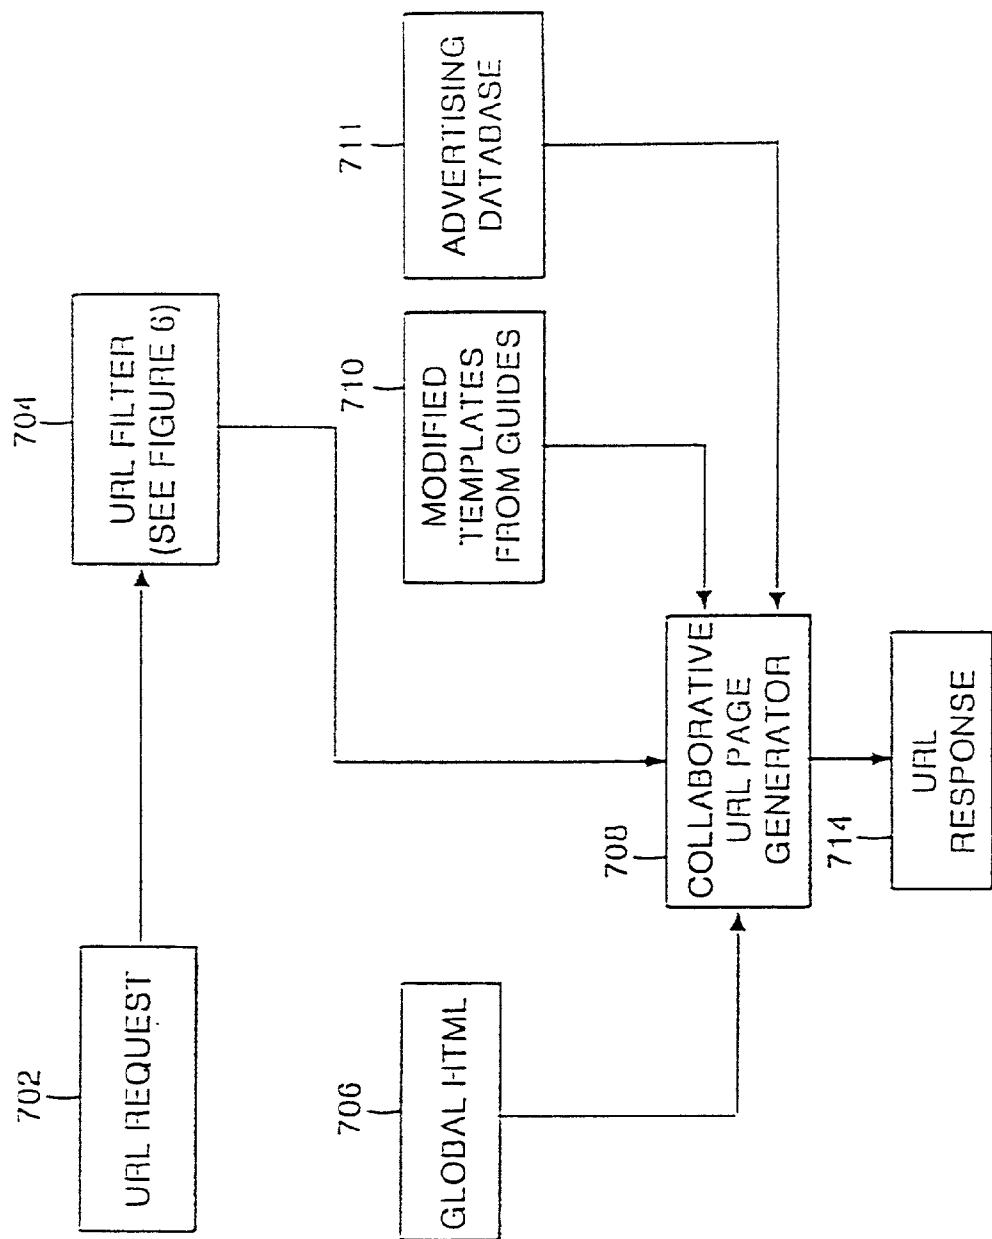 702
URL REQUEST
704
URL FILTER
(SEE FIGURE 6)
706
GLOBAL HTML
710
MODIFIED
TEMPLATES
FROM GUIDES
711
ADVERTISING
DATABASE
708
COLLABORATIVE
URL PAGE
GENERATOR
714
URL
RESPONSE